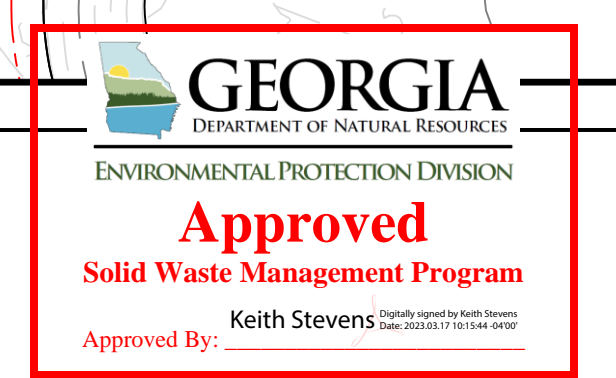 GEORGIA
DEPARTMENT OF NATURAL RESOURCES
ENVIRONMENTAL PROTECTION DIVISION
Approved
Solid Waste Management Program
Keith Stevens
Digitally signed by Keith Stevens
Date: 2023.03.17 10:15:44 -04'00'
Approved By: